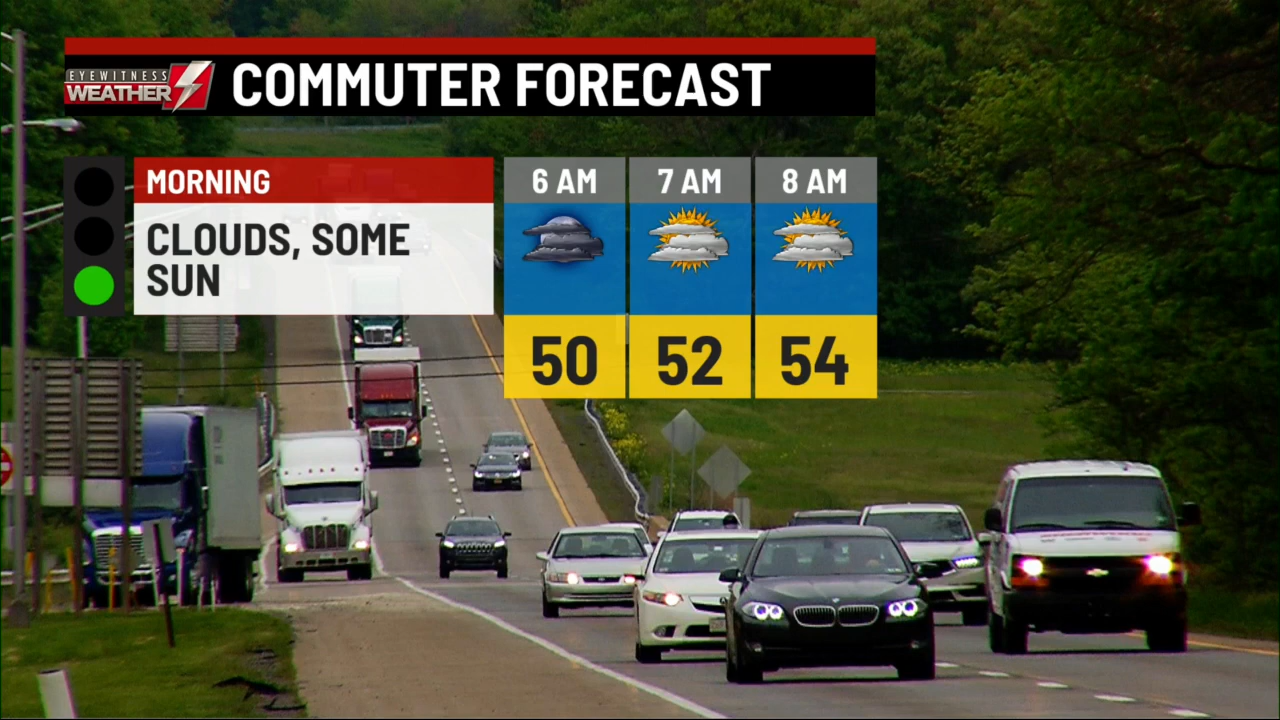 EYEWITNESS
WEATHER
COMMUTER FORECAST
MORNING
CLOUDS, SOME
SUN
6 AM 7 AM 8 AM
50 52 54